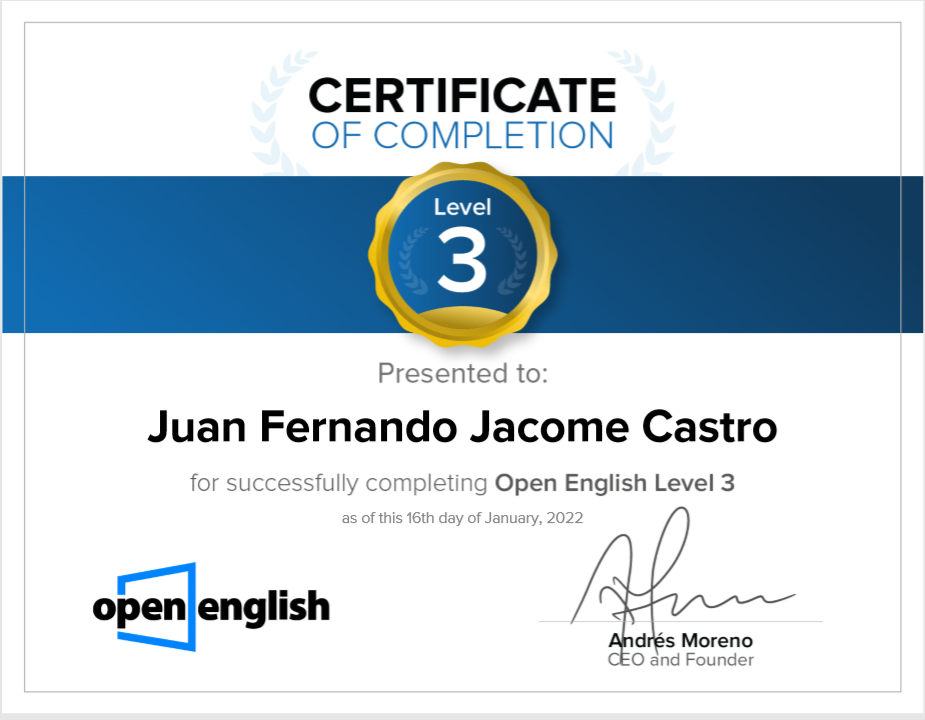 CERTIFICATE
OF COMPLETION
Level
3
Presented to:
Juan Fernando Jacome Castro
for successfully completing Open English Level 3
as of this 16th day of January, 2022
open english
Andrés Moreno
CEO and Founder